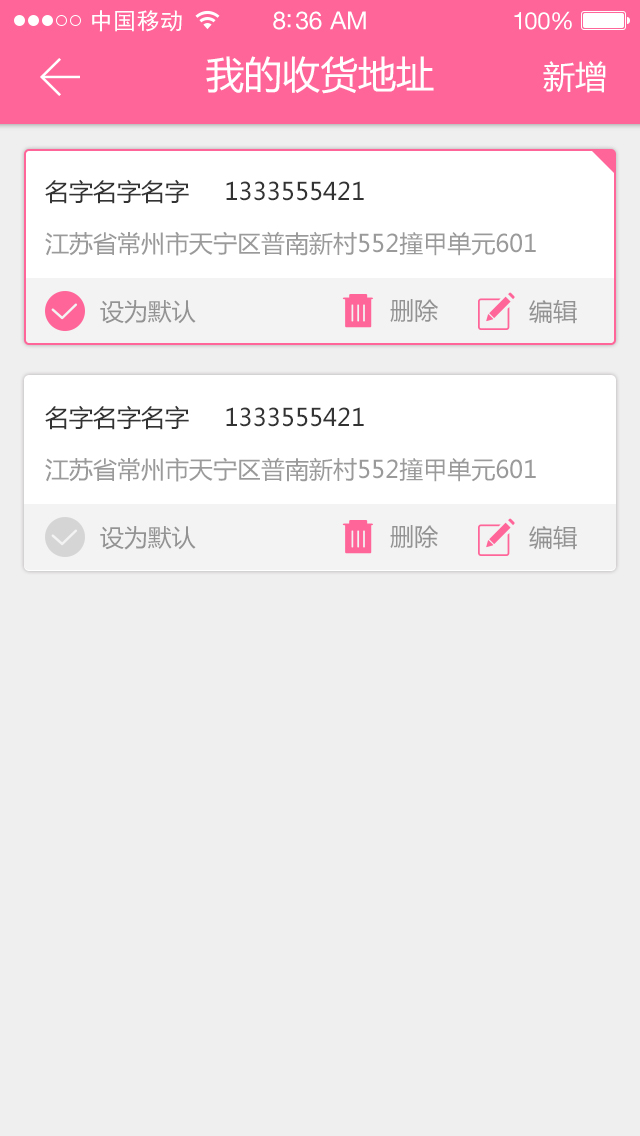 中国移动 8:36 AM 100%
我的收货地址 新增
名字名字名字 1333555421
江苏省常州市天宁区普南新村552撞甲单元601
设为默认 删除 编辑
名字名字名字 1333555421
江苏省常州市天宁区普南新村552撞甲单元601
设为默认 删除 编辑